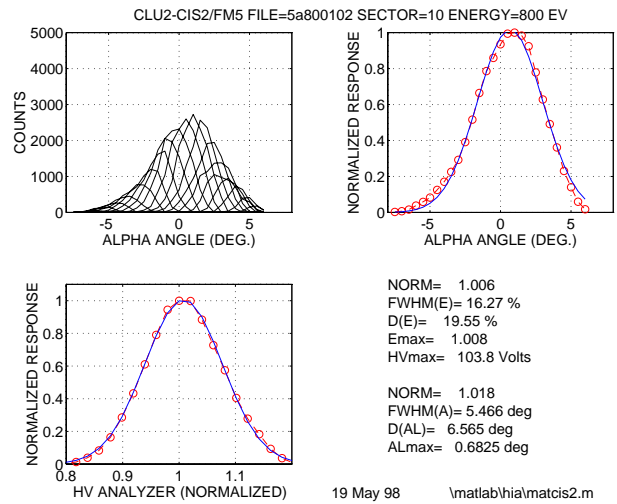 CLU2-CIS2/FM5 FILE=5a800102 SECTOR=10 ENERGY=800 EV
5000
4000
3000
2000
1000
0
COUNTS
-5
0
5
ALPHA ANGLE (DEG.)
1
0.8
0.6
0.4
0.2
0
NORMALIZED RESPONSE
-5
0
5
ALPHA ANGLE (DEG.)
1
0.8
0.6
0.4
0.2
0
NORMALIZED RESPONSE
0.8
0.9
1
1.1
HV ANALYZER (NORMALIZED)
NORM= 1.006
FWHM(E)= 16.27 %
D(E)= 19.55 %
Emax= 1.008
HVmax= 103.8 Volts
NORM= 1.018
FWHM(A)= 5.466 deg
D(AL)= 6.565 deg
ALmax= 0.6825 deg
19 May 98 \matlab\hia\matcis2.m